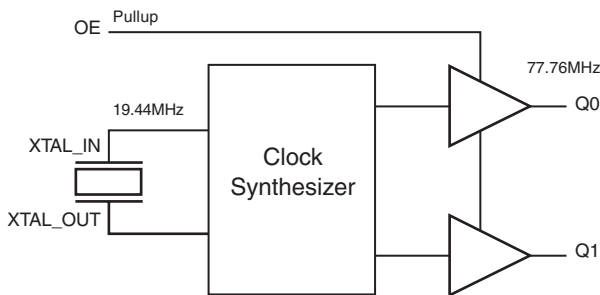 OE Pullup
77.76MHz
Q0
19.44MHz
XTAL_IN
Clock
Synthesizer
XTAL_OUT
Q1